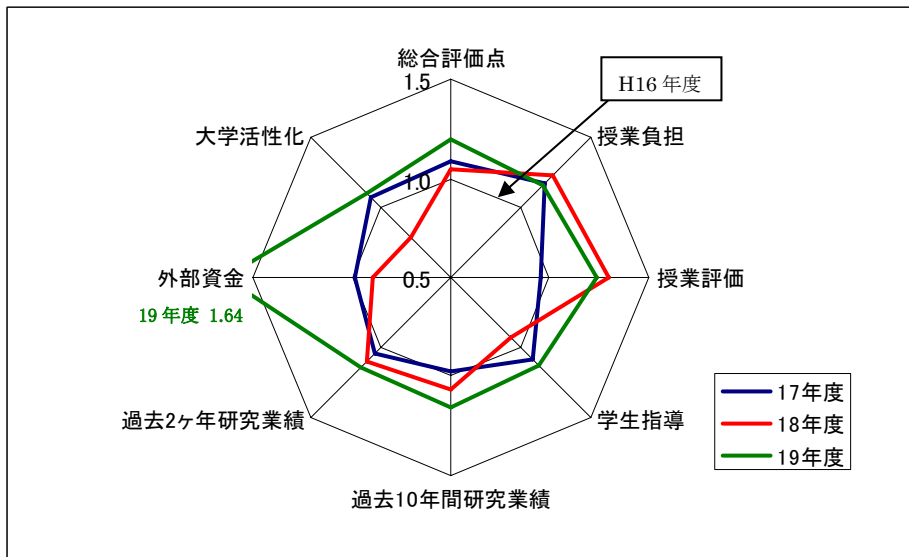 総合評価点
1.5
H16 年度
大学活性化
授業負担
1.0
外部資金
0.5
授業評価
19 年度 1.64
17年度
過去2ヶ年研究業績
学生指導
18年度
19年度
過去10年間研究業績